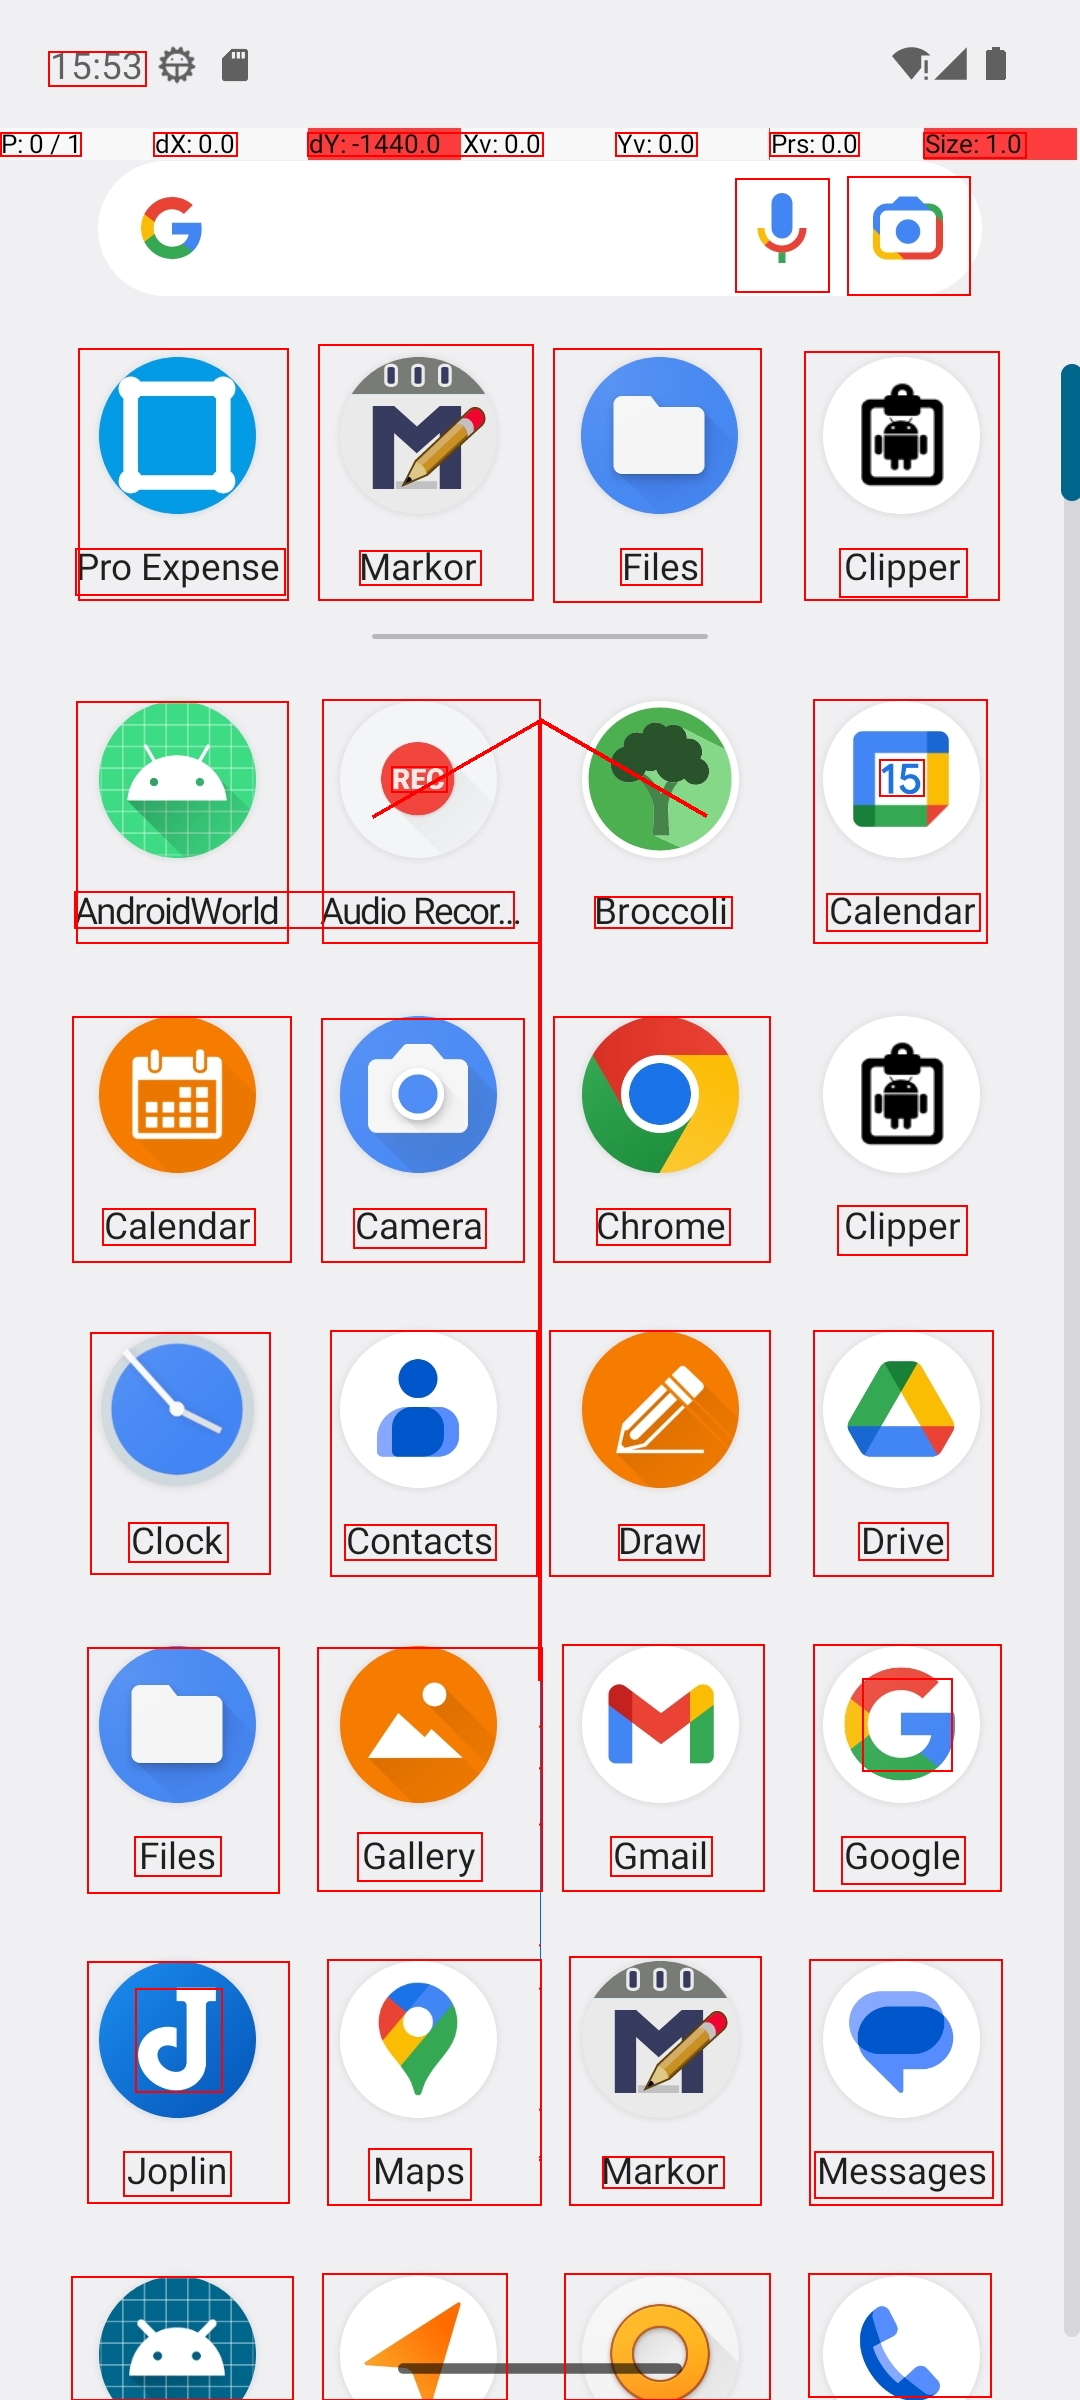 15:53
P: 0 / 1 dX: 0.0 dY: -1440.0 Xv: 0.0 Yv: 0.0 Prs: 0.0 Size: 1.0
Pro Expense Markor Files Clipper
REC 15
AndroidWorld Audio Recor... Broccoli Calendar
Calendar Camera Chrome Clipper
Clock Contacts Draw Drive
Files Gallery Gmail Google
Joplin Maps Markor Messages